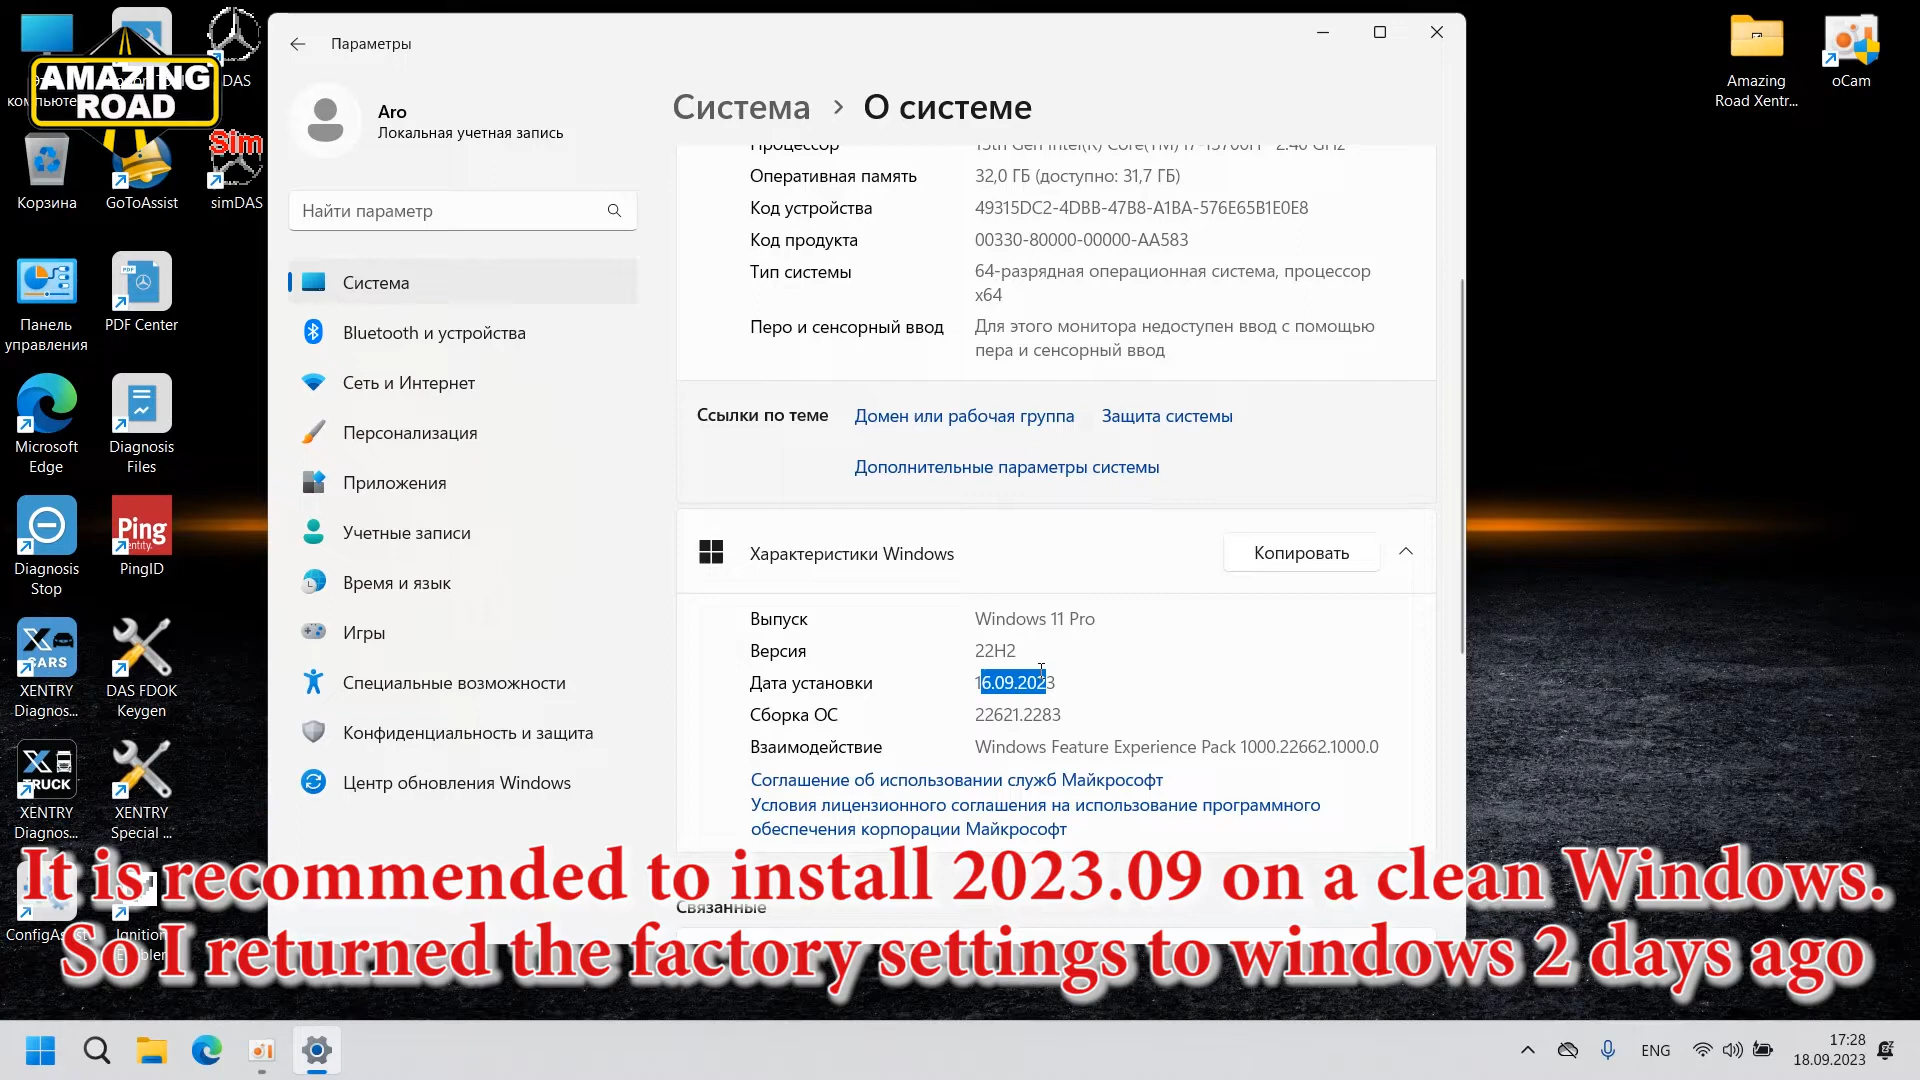 AMAZING
ROAD
DAS
Корзина
GoToAssist
Sim
simDAS
Панель
управления
PDF
PDF Center
Microsoft
Edge
Diagnosis
Files
Diagnosis
Stop
Ping
Identity.
PingID
X
CARS
XENTRY
Diagnos...
DAS FDOK
Keygen
X
TRUCK
XENTRY
Diagnos...
XENTRY
Special ...
Ignition
Параметры
Aro
Локальная учетная запись
Найти параметр
Система
Bluetooth и устройства
Сеть и Интернет
Персонализация
Приложения
Учетные записи
Время и язык
Игры
Специальные возможности
Конфиденциальность и защита
Центр обновления Windows
Система > О системе
Процессор
Оперативная память 32,0 ГБ (доступно: 31,7 ГБ)
Код устройства 49315DC2-4DBB-47B8-A1BA-576E65B1E0E8
Код продукта 00330-80000-00000-AA583
Тип системы 64-разрядная операционная система, процессор
x64
Перо и сенсорный ввод Для этого монитора недоступен ввод с помощью
пера и сенсорный ввод
Ссылки по теме Домен или рабочая группа Защита системы
Дополнительные параметры системы
Характеристики Windows Копировать
Выпуск Windows 11 Pro
Версия 22H2
Дата установки 16.09.2023
Сборка ОС 22621.2283
Взаимодействие Windows Feature Experience Pack 1000.22662.1000.0
Соглашение об использовании служб Майкрософт
Условия лицензионного соглашения на использование программного
обеспечения корпорации Майкрософт
Связанные
Amazing
Road Xentr...
oCam
It is recommended to install 2023.09 on a clean Windows.
So I returned the factory settings to windows 2 days ago
ENG
17:28
18.09.2023